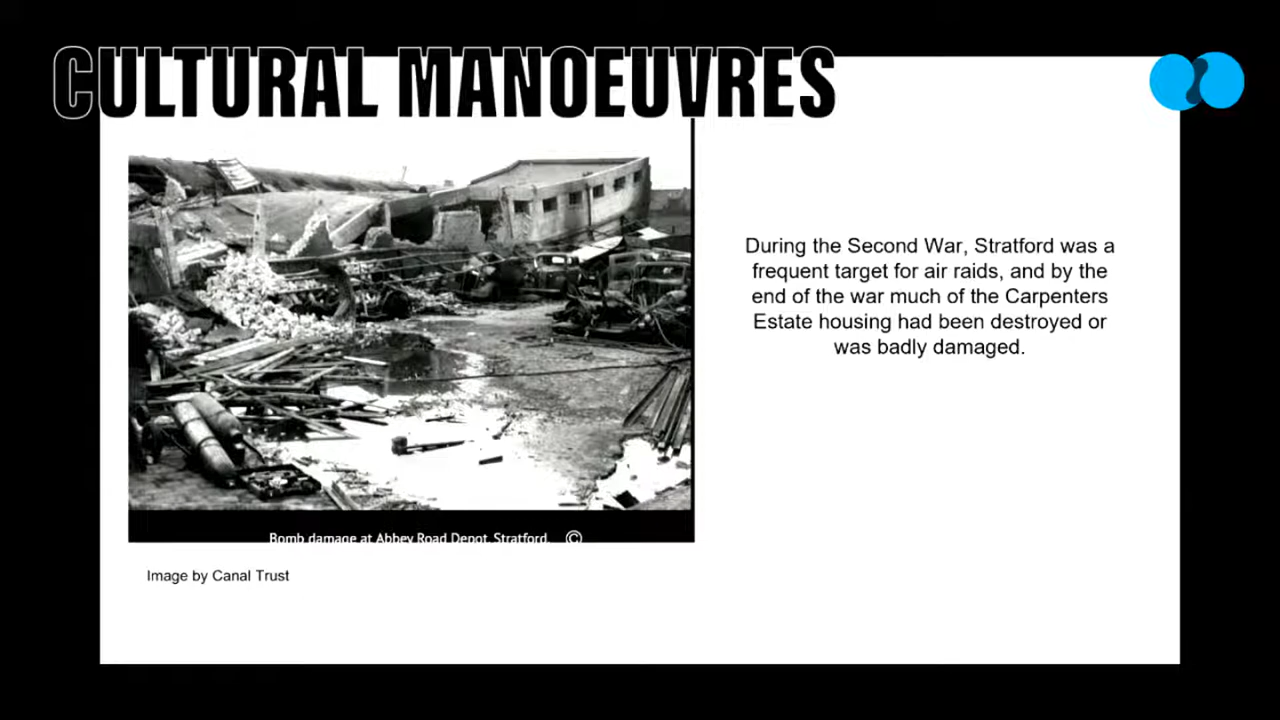 CULTURAL MANOEUVRES
During the Second War, Stratford was a
frequent target for air raids, and by the
end of the war much of the Carpenters
Estate housing had been destroyed or
was badly damaged.
Bomb damage at Abbey Road Depot, Stratford. ©
Image by Canal Trust